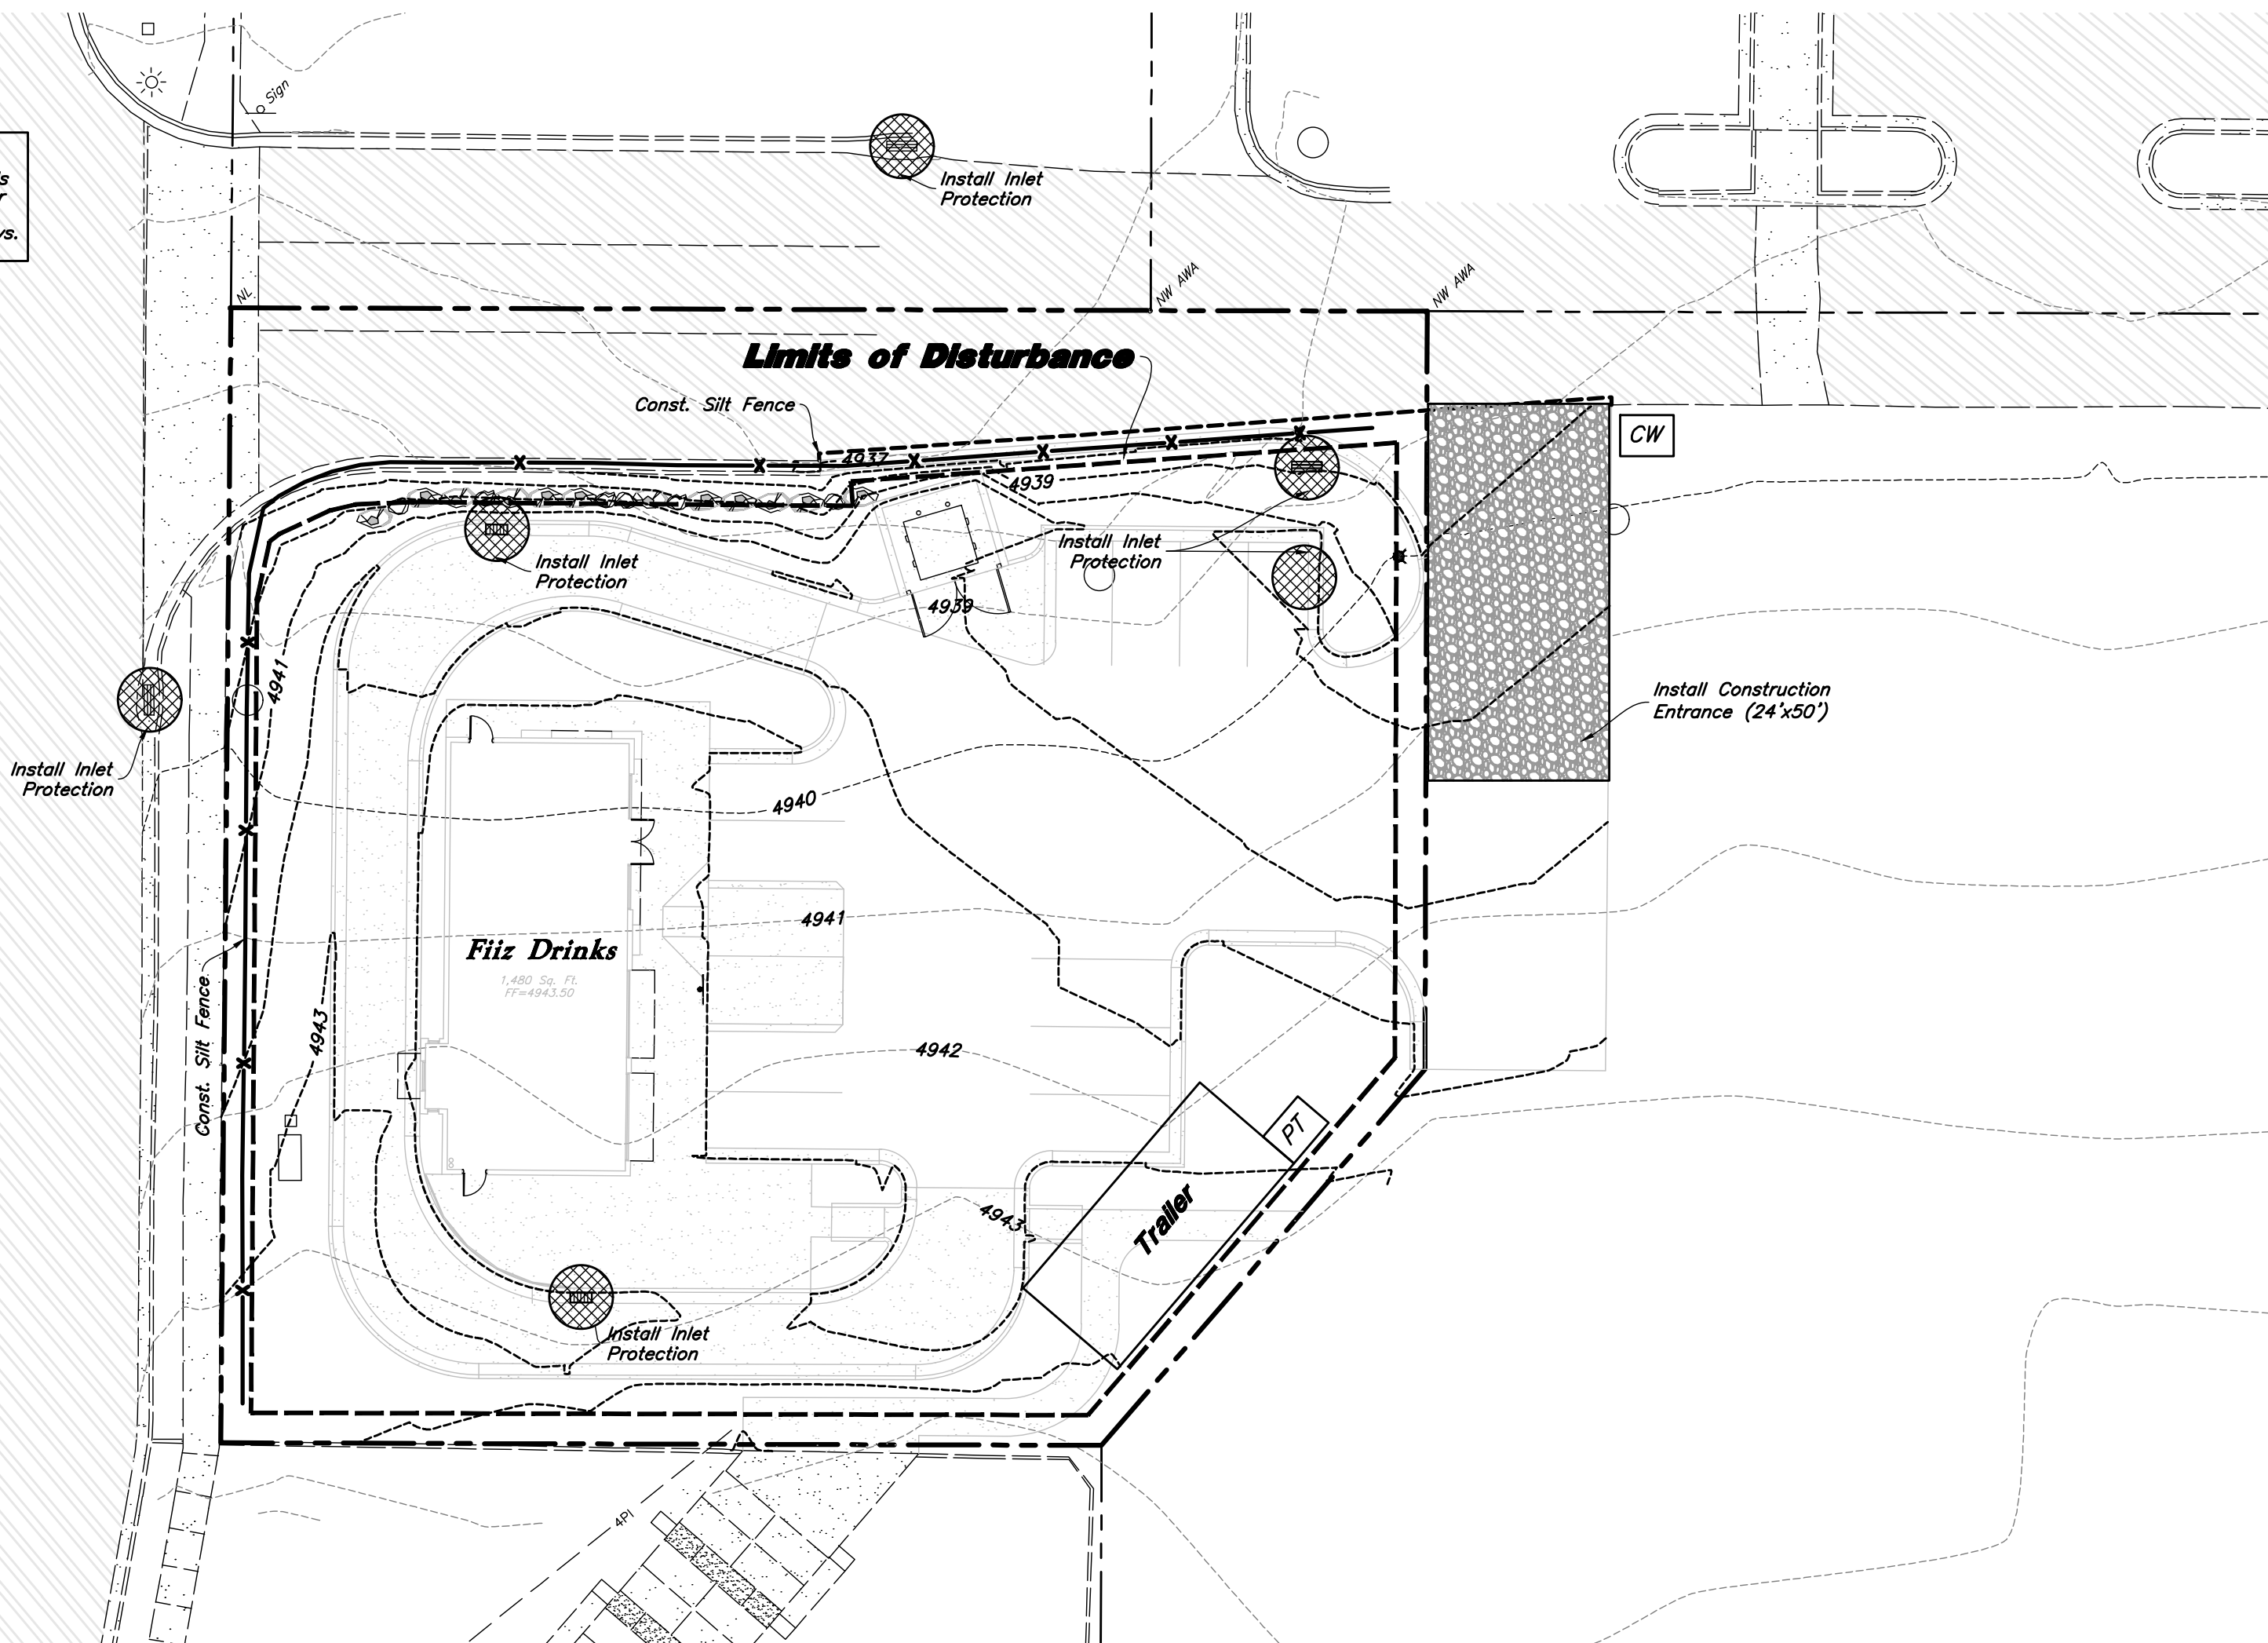 Sign
Install Inlet
Protection
NL
NW AWA
NW AWA
Limits of Disturbance
Const. Silt Fence
CW
4937
4939
Install Inlet
Protection
Install Inlet
Protection
4939
4941
Install Construction
Entrance (24'x50')
Install Inlet
Protection
4940
4941
Fiiz Drinks
1,480 Sq. Ft.
FF=4943.50
Const. Silt Fence
4943
4942
PT
Trailer
4943
Install Inlet
Protection
4PI